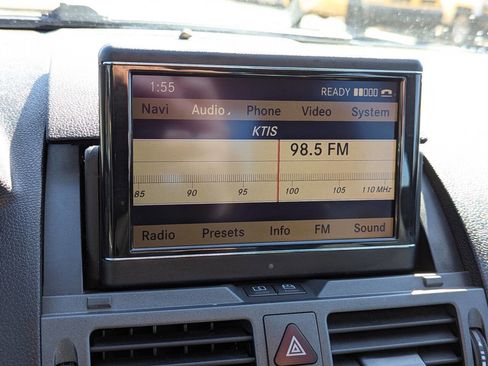 1:55 READY
Navi Audio Phone Video System
KTIS
98.5 FM
85 90 95 100 105 110 MHz
Radio Presets Info FM Sound